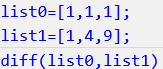 list0=[1,1,1];
list1=[1,4,9];
diff(list0,list1)